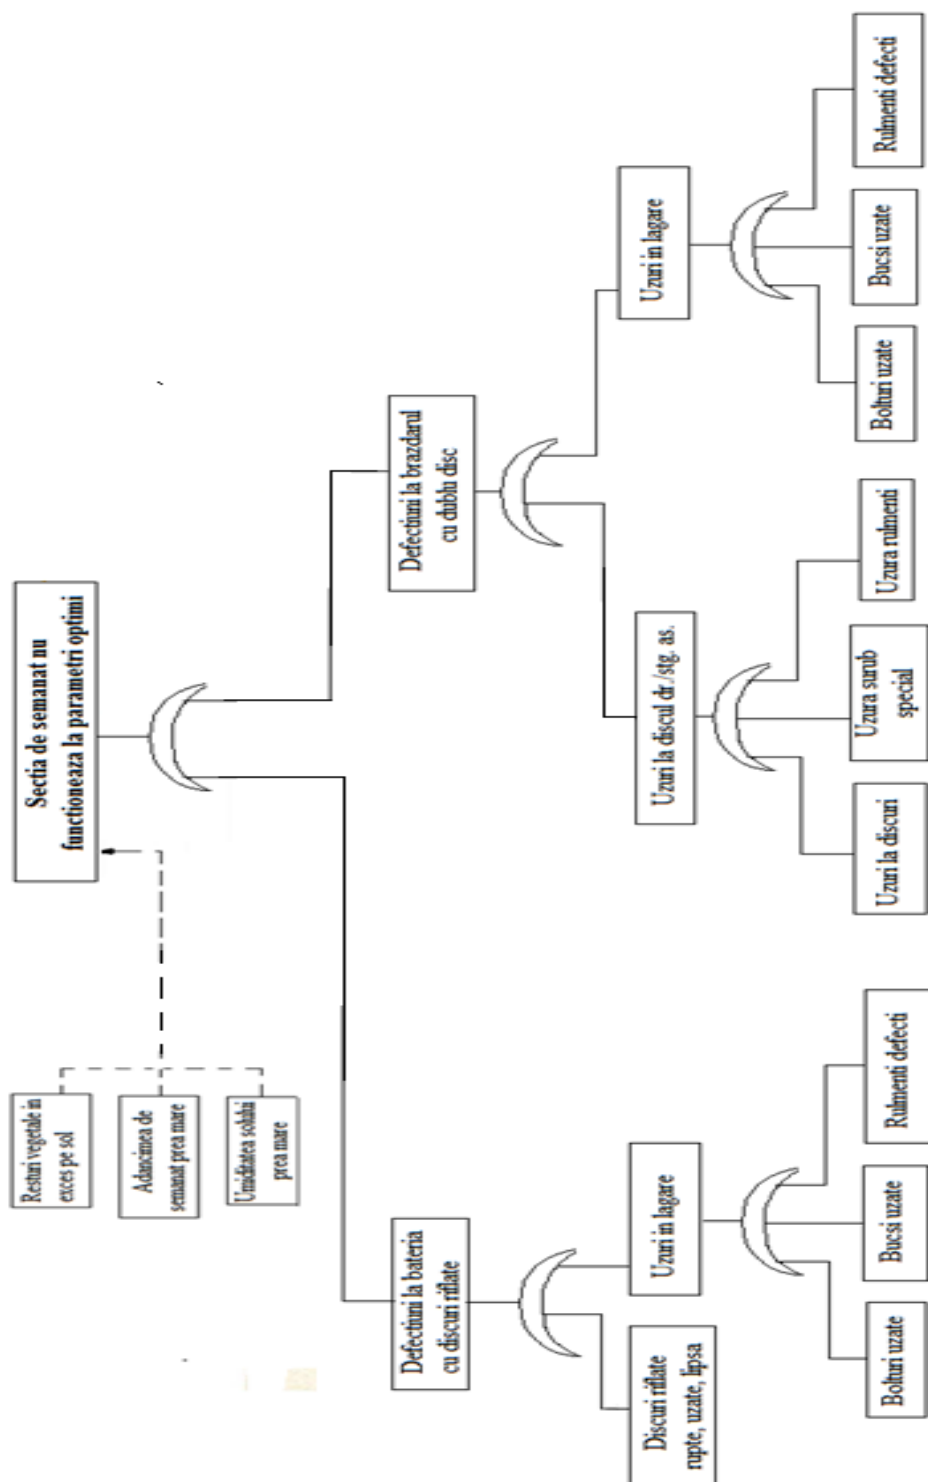 Sectia de semanat nu
functioneaza la parametri optimi
Resturi vegetale in
exces pe sol
Adancimea de
semanat prea mare
Umiditatea solului
prea mare
Defectiuni la bateria
cu discuri riflate
Defectiuni la brazdarul
cu dublu disc
Discuri riflate
rupte, uzate, lipsa
Uzuri in lagare
Uzuri la discul dr./stg. as.
Uzuri in lagare
Bolturi uzate
Bucsi uzate
Rulmenti defecti
Uzuri la discuri
Uzura surub
special
Uzura rulmenti
Bolturi uzate
Bucsi uzate
Rulmenti defecti